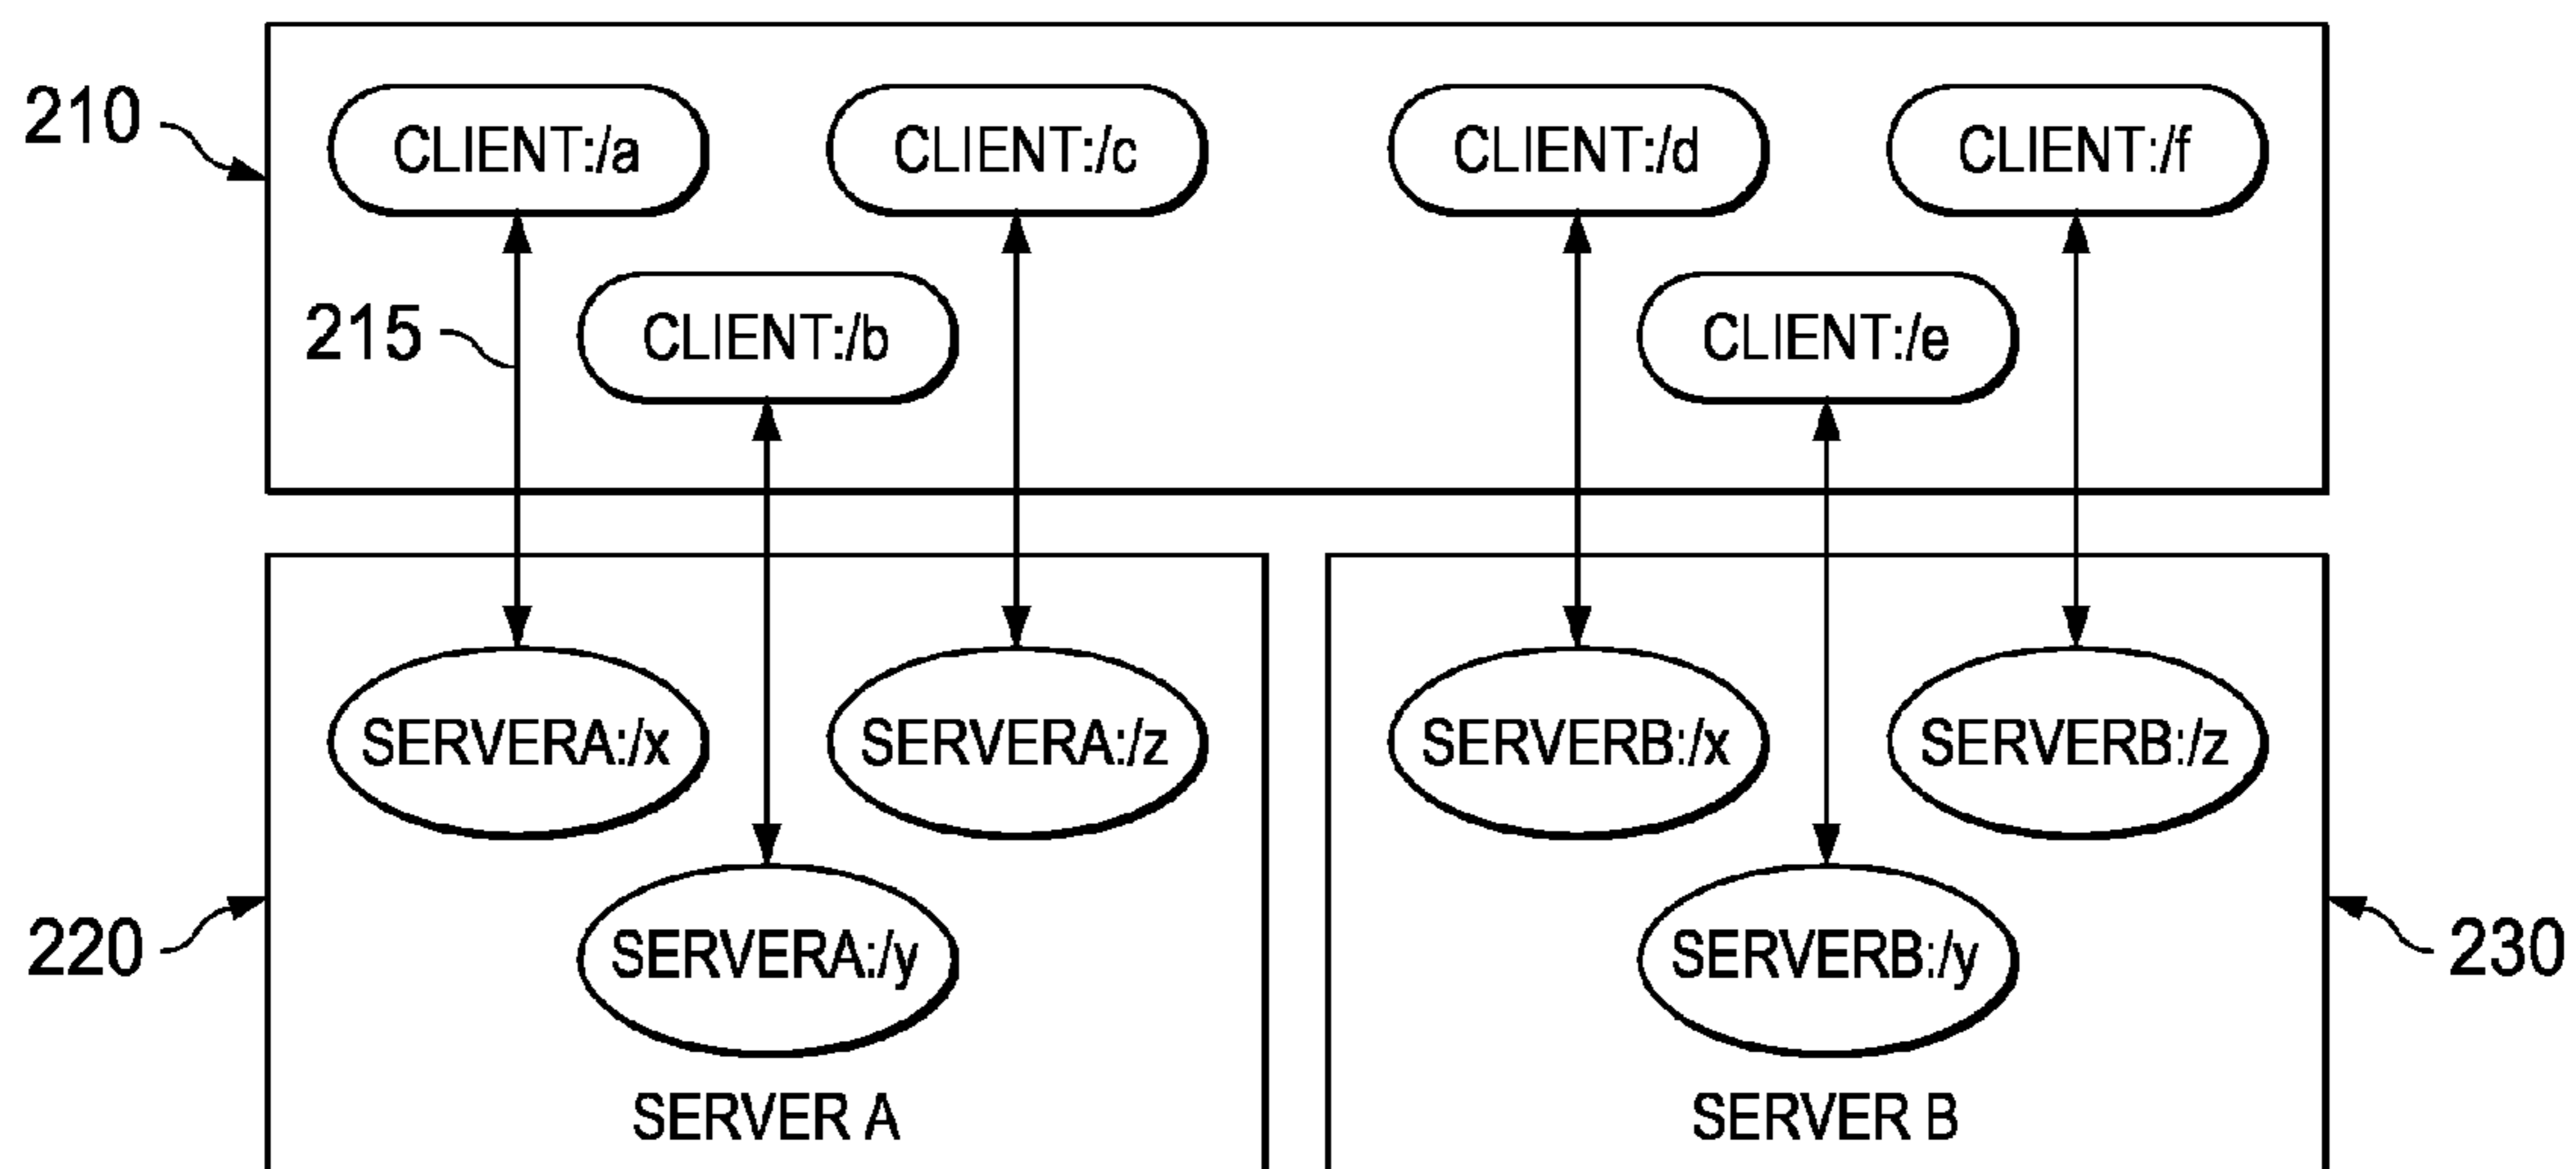 210
CLIENT:/a
CLIENT:/c
CLIENT:/d
CLIENT:/f
215
CLIENT:/b
CLIENT:/e
SERVERA:/x
SERVERA:/z
SERVERB:/x
SERVERB:/z
220
SERVERA:/y
SERVERB:/y
230
SERVER A
SERVER B